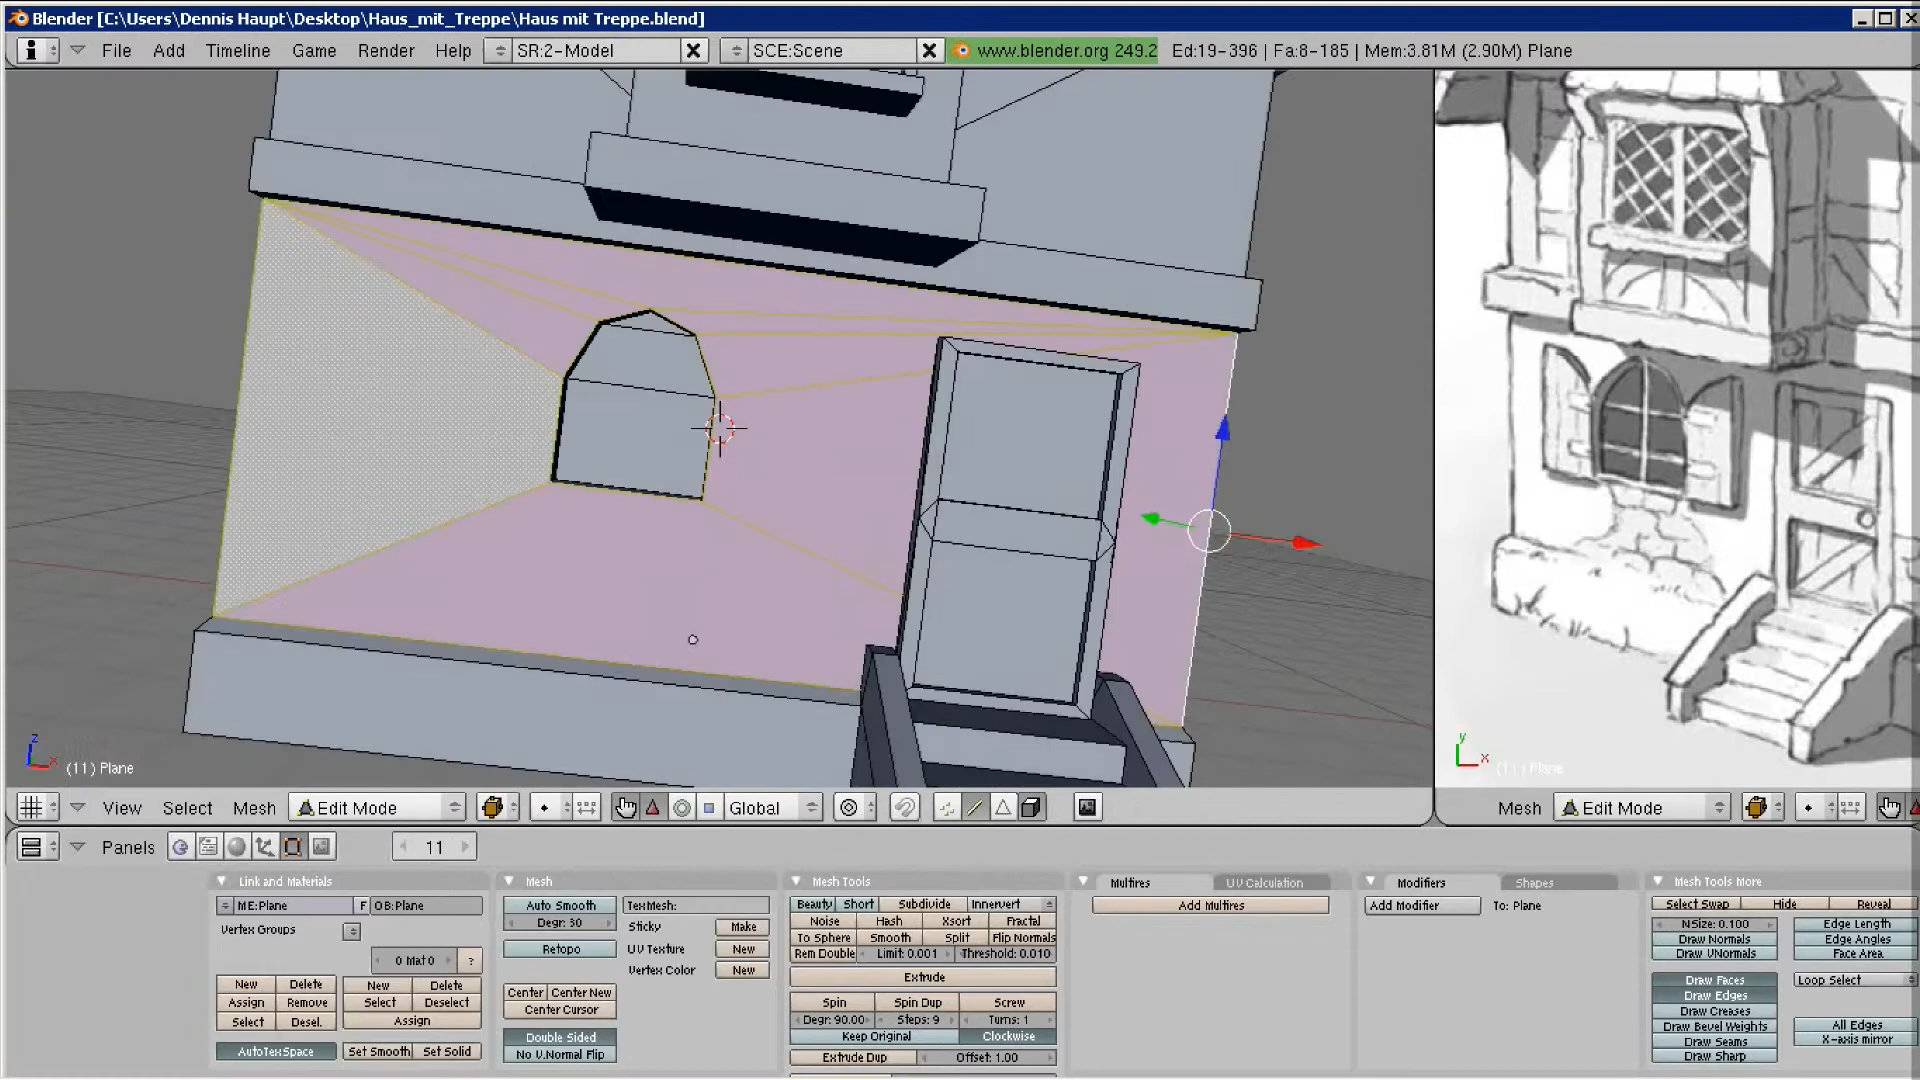 Blender [C:\Users\Dennis Haupt\Desktop\Haus_mit_Treppe\Haus mit Treppe.blend]
File Add Timeline Game Render Help SR:2-Model SCE:Scene www.blender.org 249.2 Ed:19-396 | Fa:8-185 | Mem:3.81M (2.90M) Plane
z
x
(11) Plane
y
x
(11) Plane
View Select Mesh Edit Mode Global
Mesh Edit Mode
Panels 11
Link and Materials
ME:Plane F OB:Plane
Vertex Groups
0 Mat 0 ?
New Delete New Delete
Assign Remove Select Deselect
Select Desel. Assign
AutoTexSpace Set Smooth Set Solid
Mesh
Auto Smooth TexMesh:
Degr: 30 Sticky Make
Retopo UV Texture New
Vertex Color New
Center Center New
Center Cursor
Double Sided
No V.Normal Flip
Mesh Tools
Beauty Short Subdivide Innervert
Noise Hash Xsort Fractal
To Sphere Smooth Split Flip Normals
Rem Double Limit: 0.001 Threshold: 0.010
Extrude
Spin Spin Dup Screw
Degr: 90.00 Steps: 9 Turns: 1
Keep Original Clockwise
Extrude Dup Offset: 1.00
Multires UV Calculation
Add Multires
Modifiers Shapes
Add Modifier To: Plane
Mesh Tools More
Select Swap Hide Reveal
NSize: 0.100 Edge Length
Draw Normals Edge Angles
Draw VNormals Face Area
Draw Faces Loop Select
Draw Edges
Draw Creases
Draw Bevel Weights All Edges
Draw Seams X-axis mirror
Draw Sharp